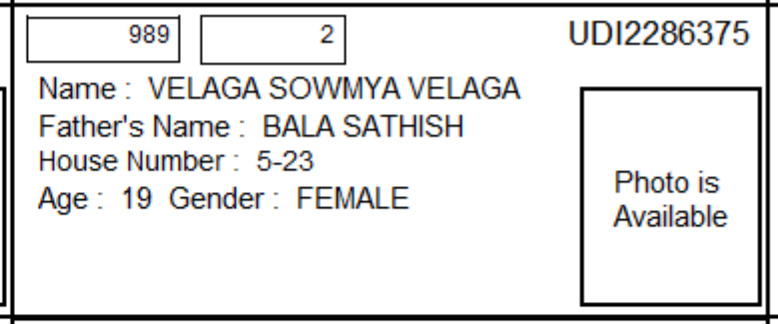 989 2 UDI2286375
Name : VELAGA SOWMYA VELAGA
Father's Name : BALA SATHISH
House Number : 5-23
Age : 19 Gender : FEMALE
Photo is
Available